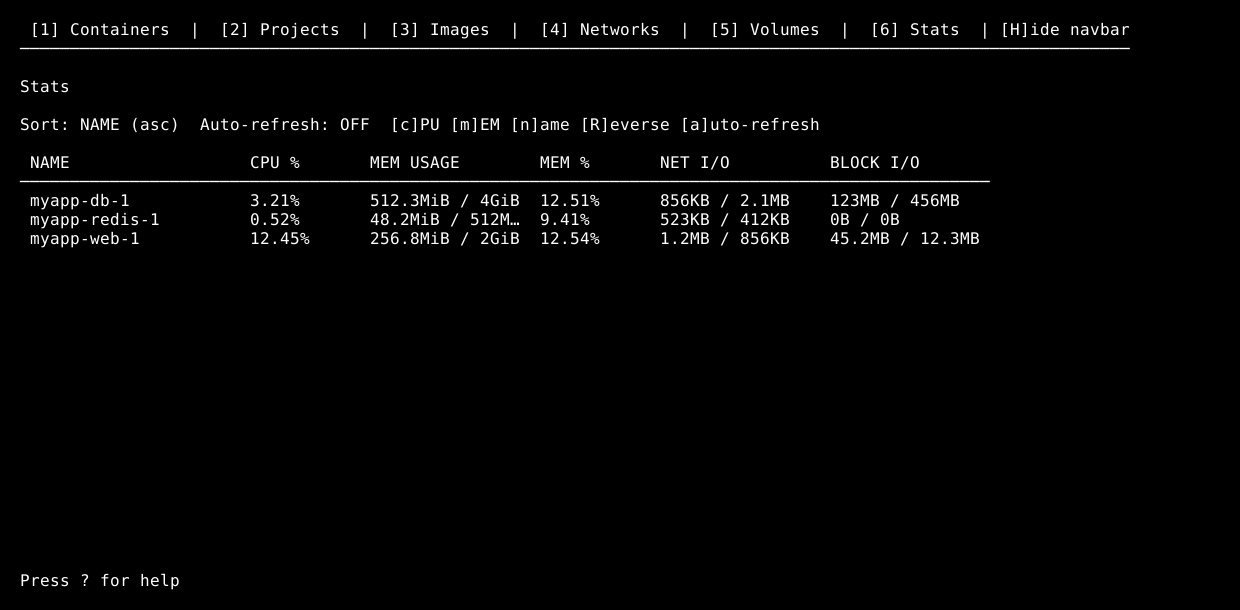 [1] Containers | [2] Projects | [3] Images | [4] Networks | [5] Volumes | [6] Stats | [H]ide navbar
Stats
Sort: NAME (asc) Auto-refresh: OFF [c]PU [m]EM [n]ame [R]everse [a]uto-refresh
NAME CPU % MEM USAGE MEM % NET I/O BLOCK I/O
myapp-db-1 3.21% 512.3MiB / 4GiB 12.51% 856KB / 2.1MB 123MB / 456MB
myapp-redis-1 0.52% 48.2MiB / 512M… 9.41% 523KB / 412KB 0B / 0B
myapp-web-1 12.45% 256.8MiB / 2GiB 12.54% 1.2MB / 856KB 45.2MB / 12.3MB
Press ? for help